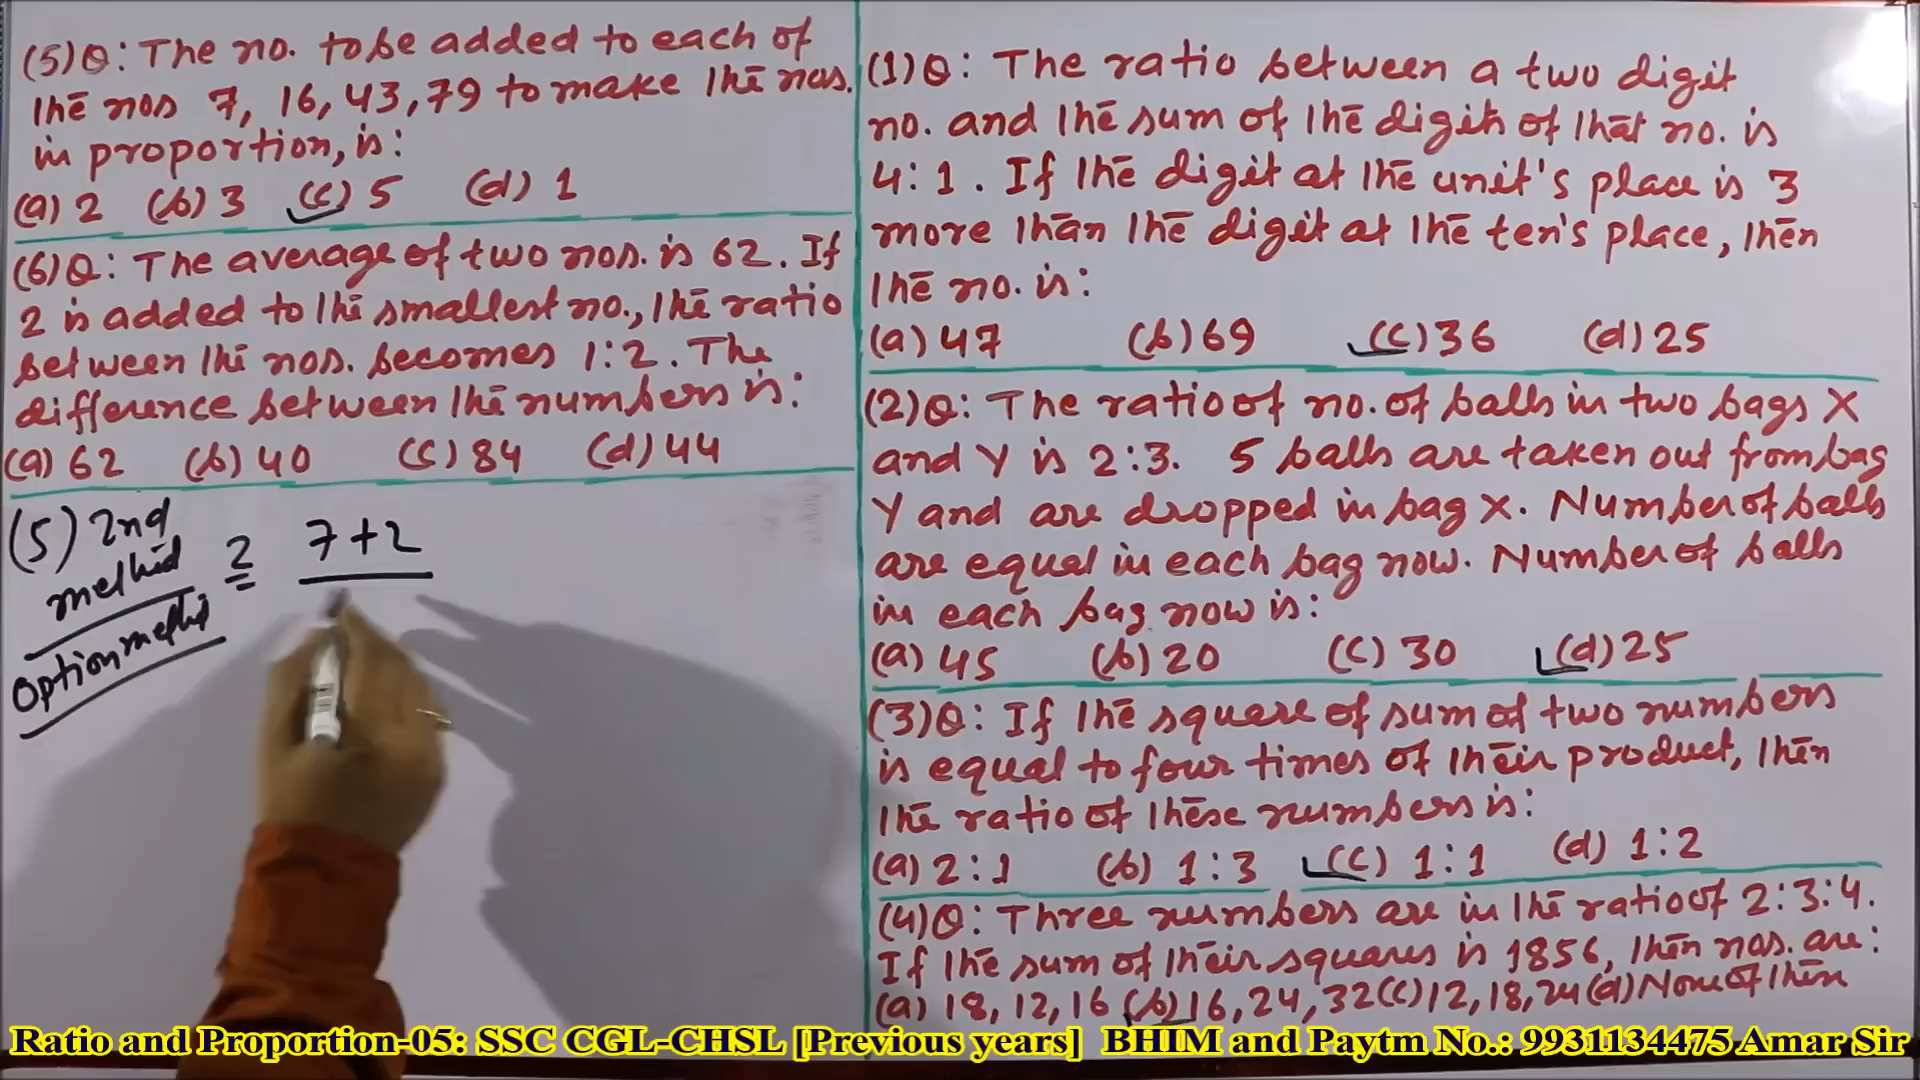 (5)Q: The no. to be added to each of
the nos 7, 16, 43, 79 to make the nos.
in proportion, is:
(a) 2 (b) 3 (c) 5 (d) 1
(6)Q: The average of two nos. is 62. If
2 is added to the smallest no., the ratio
between the nos. becomes 1:2. The
difference between the numbers is:
(a) 62 (b) 40 (c) 84 (d) 44
(5) 2nd
method
option method
2
7+2
(1)Q: The ratio between a two digit
no. and the sum of the digits of that no. is
4:1. If the digit at the unit's place is 3
more than the digit at the ten's place, then
the no. is:
(a) 47 (b) 69 (c) 36 (d) 25
(2)Q: The ratio of no. of balls in two bags X
and Y is 2:3. 5 balls are taken out from bag
Y and are dropped in bag X. Number of balls
are equal in each bag now. Number of balls
in each bag now is:
(a) 45 (b) 20 (c) 30 (d) 25
(3)Q: If the square of sum of two numbers
is equal to four times of their product, then
the ratio of these numbers is:
(a) 2:1 (b) 1:3 (c) 1:1 (d) 1:2
(4)Q: Three numbers are in the ratio of 2:3:4.
If the sum of their squares is 1856, then nos. are:
(a) 18, 12, 16 (b) 16, 24, 32 (c) 12, 18, 24 (d) None of them
Ratio and Proportion-05: SSC CGL-CHSL [Previous years] BHIM and Paytm No.: 9931134475 Amar Sir